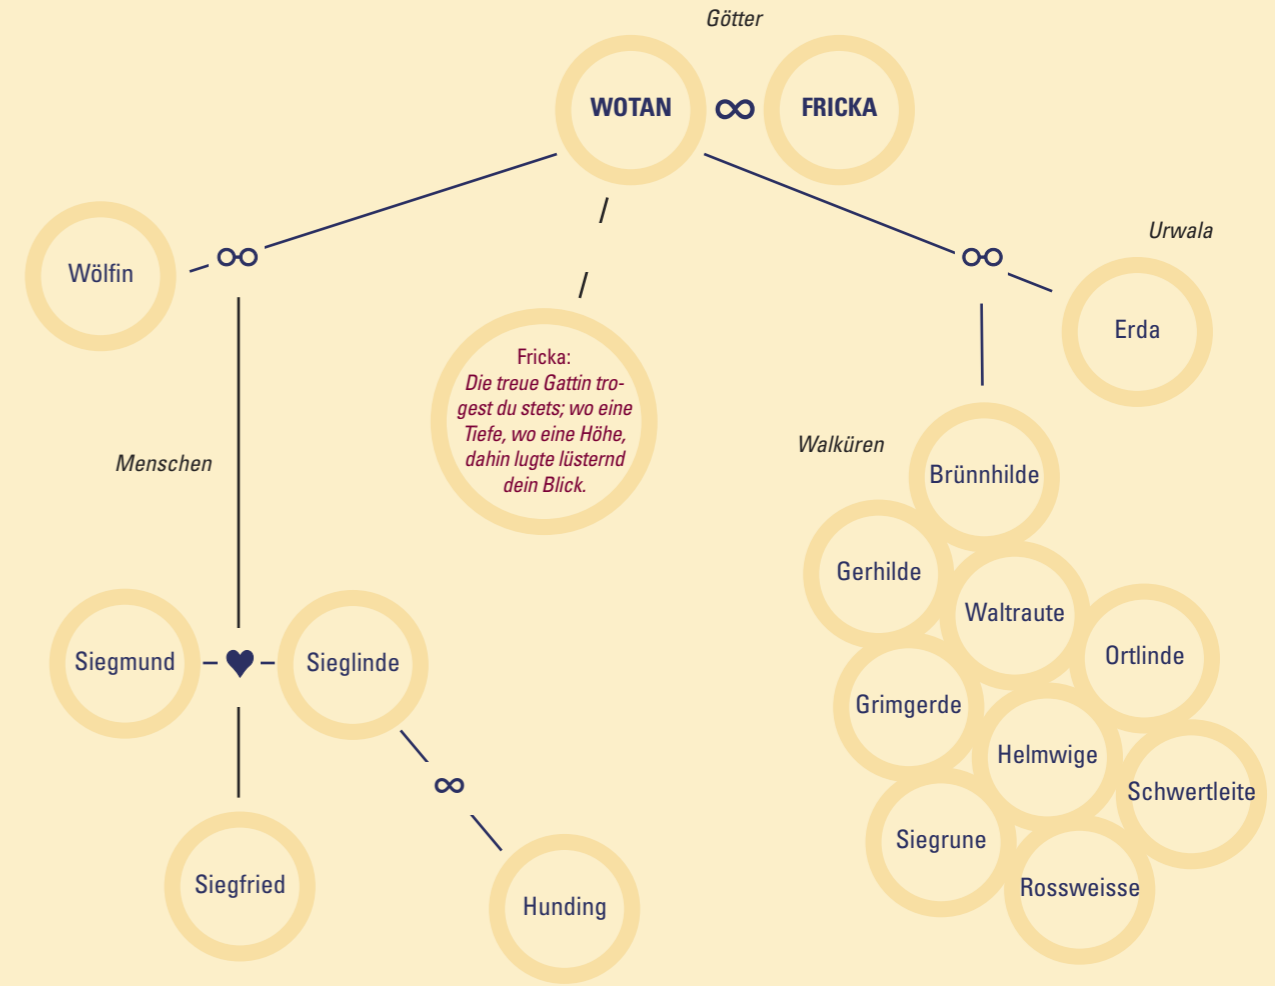 Götter
WOTAN
FRICKA
Urwala
Wölfin
Erda
Fricka:
Die treue Gattin tro-
gest du stets; wo eine
Tiefe, wo eine Höhe,
dahin lugte lüsternd
dein Blick.
Menschen
Walküren
Brünnhilde
Gerhilde
Waltraute
Ortlinde
Siegmund
♥
Sieglinde
Grimgerde
Helmwige
Schwertleite
Siegrune
Rossweisse
Siegfried
Hunding